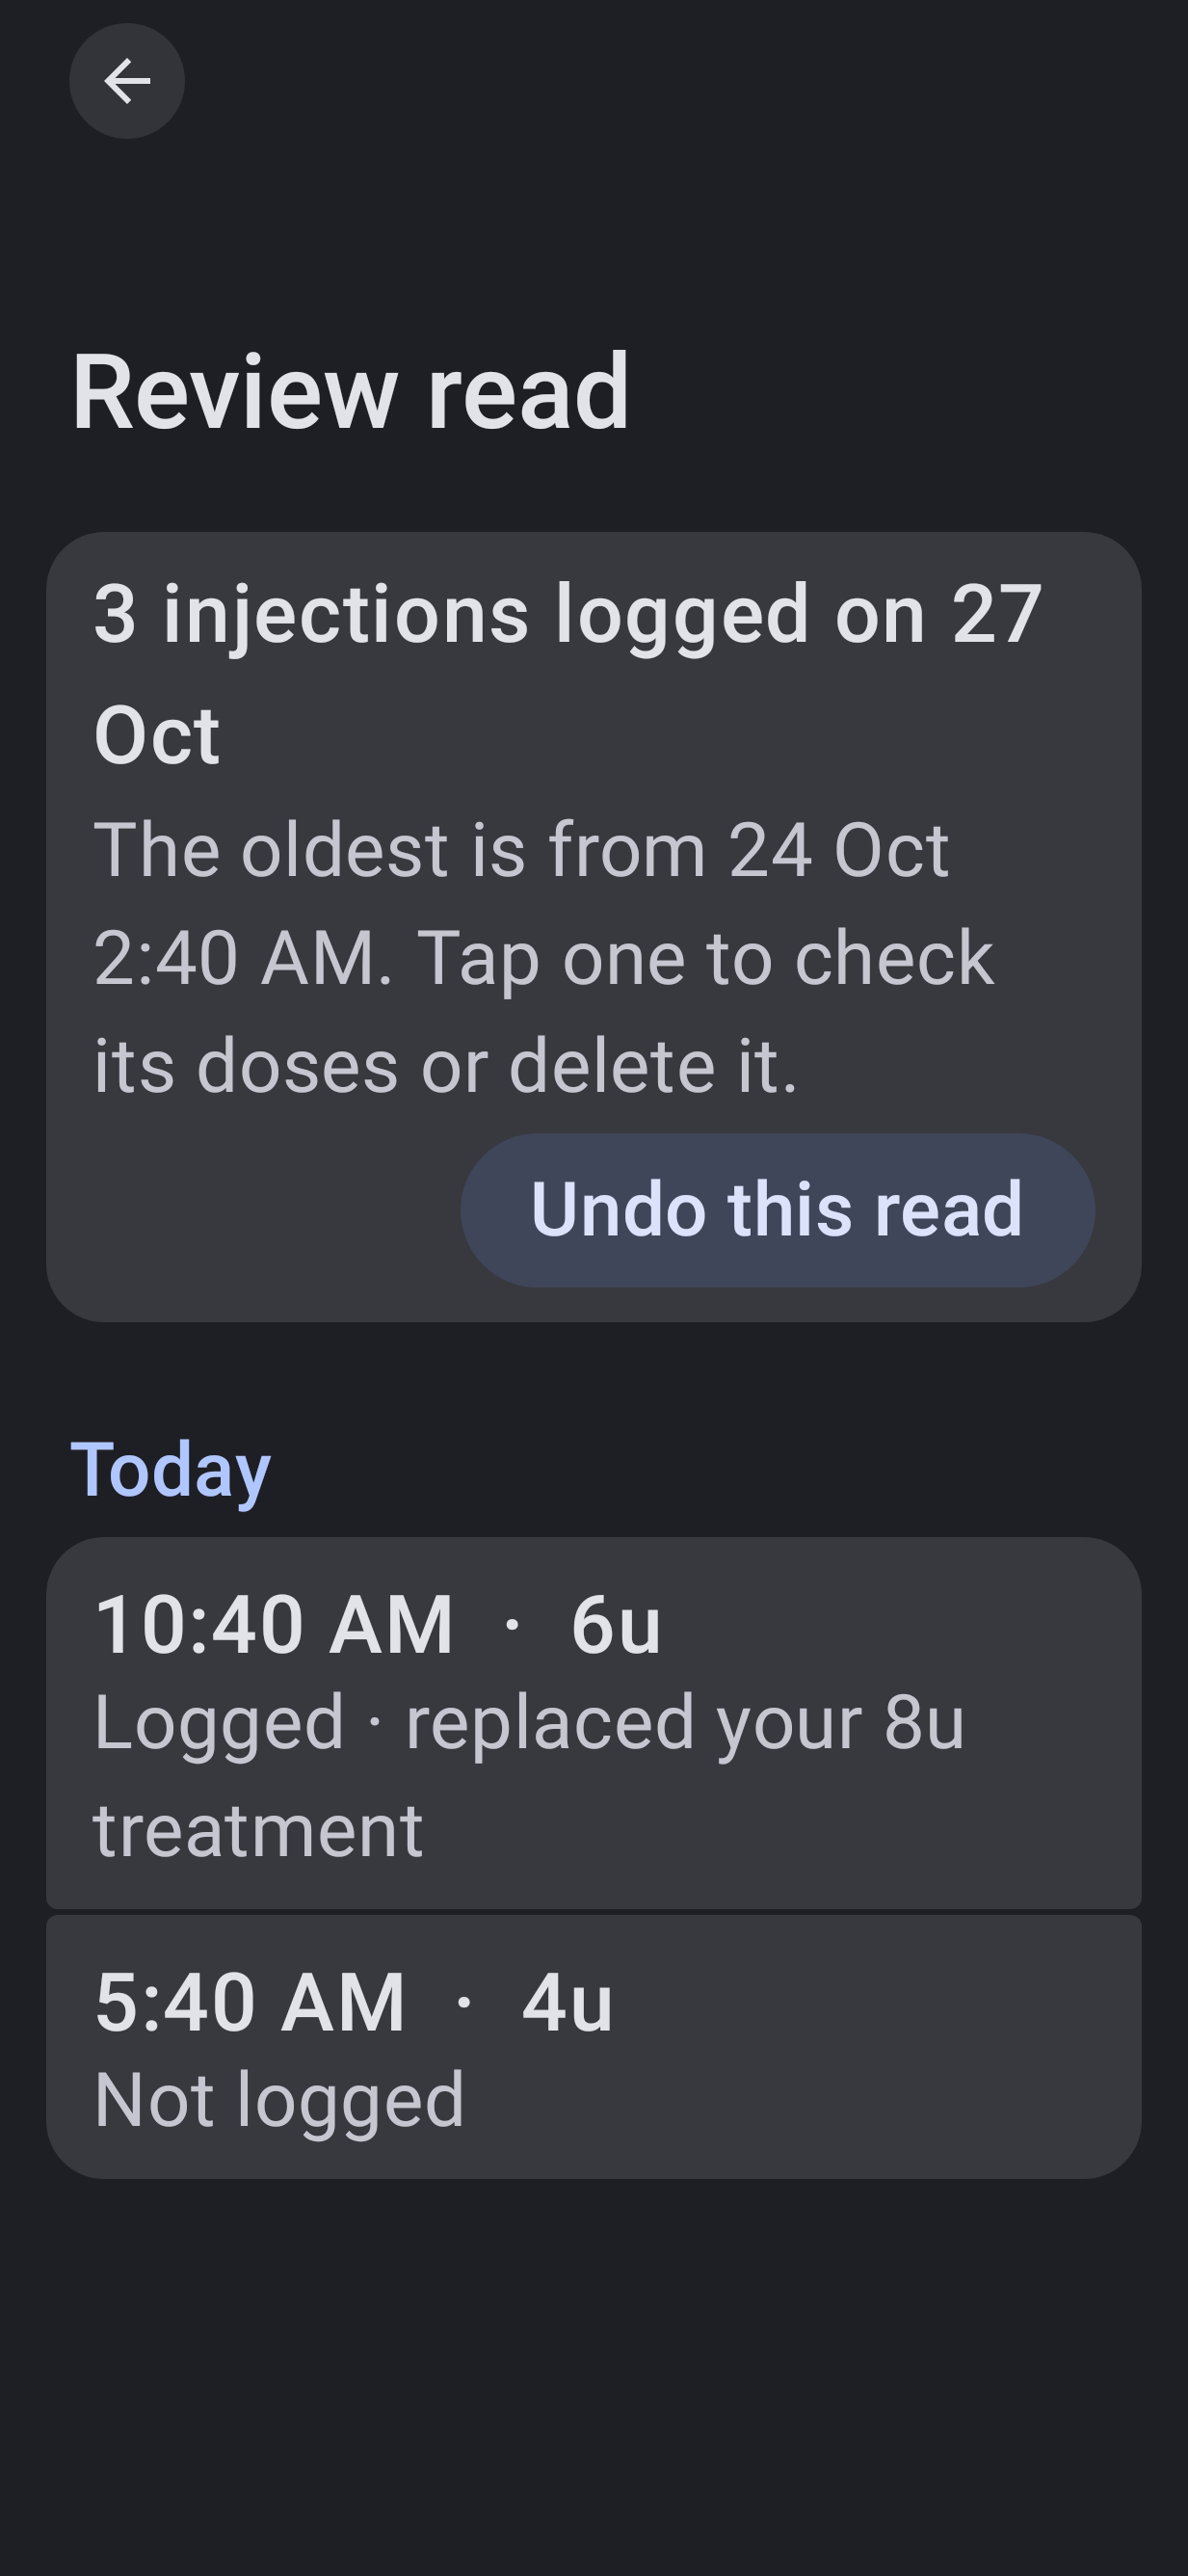 Review read
3 injections logged on 27
Oct
The oldest is from 24 Oct
2:40 AM. Tap one to check
its doses or delete it.
Undo this read
Today
10:40 AM · 6u
Logged · replaced your 8u
treatment
5:40 AM · 4u
Not logged